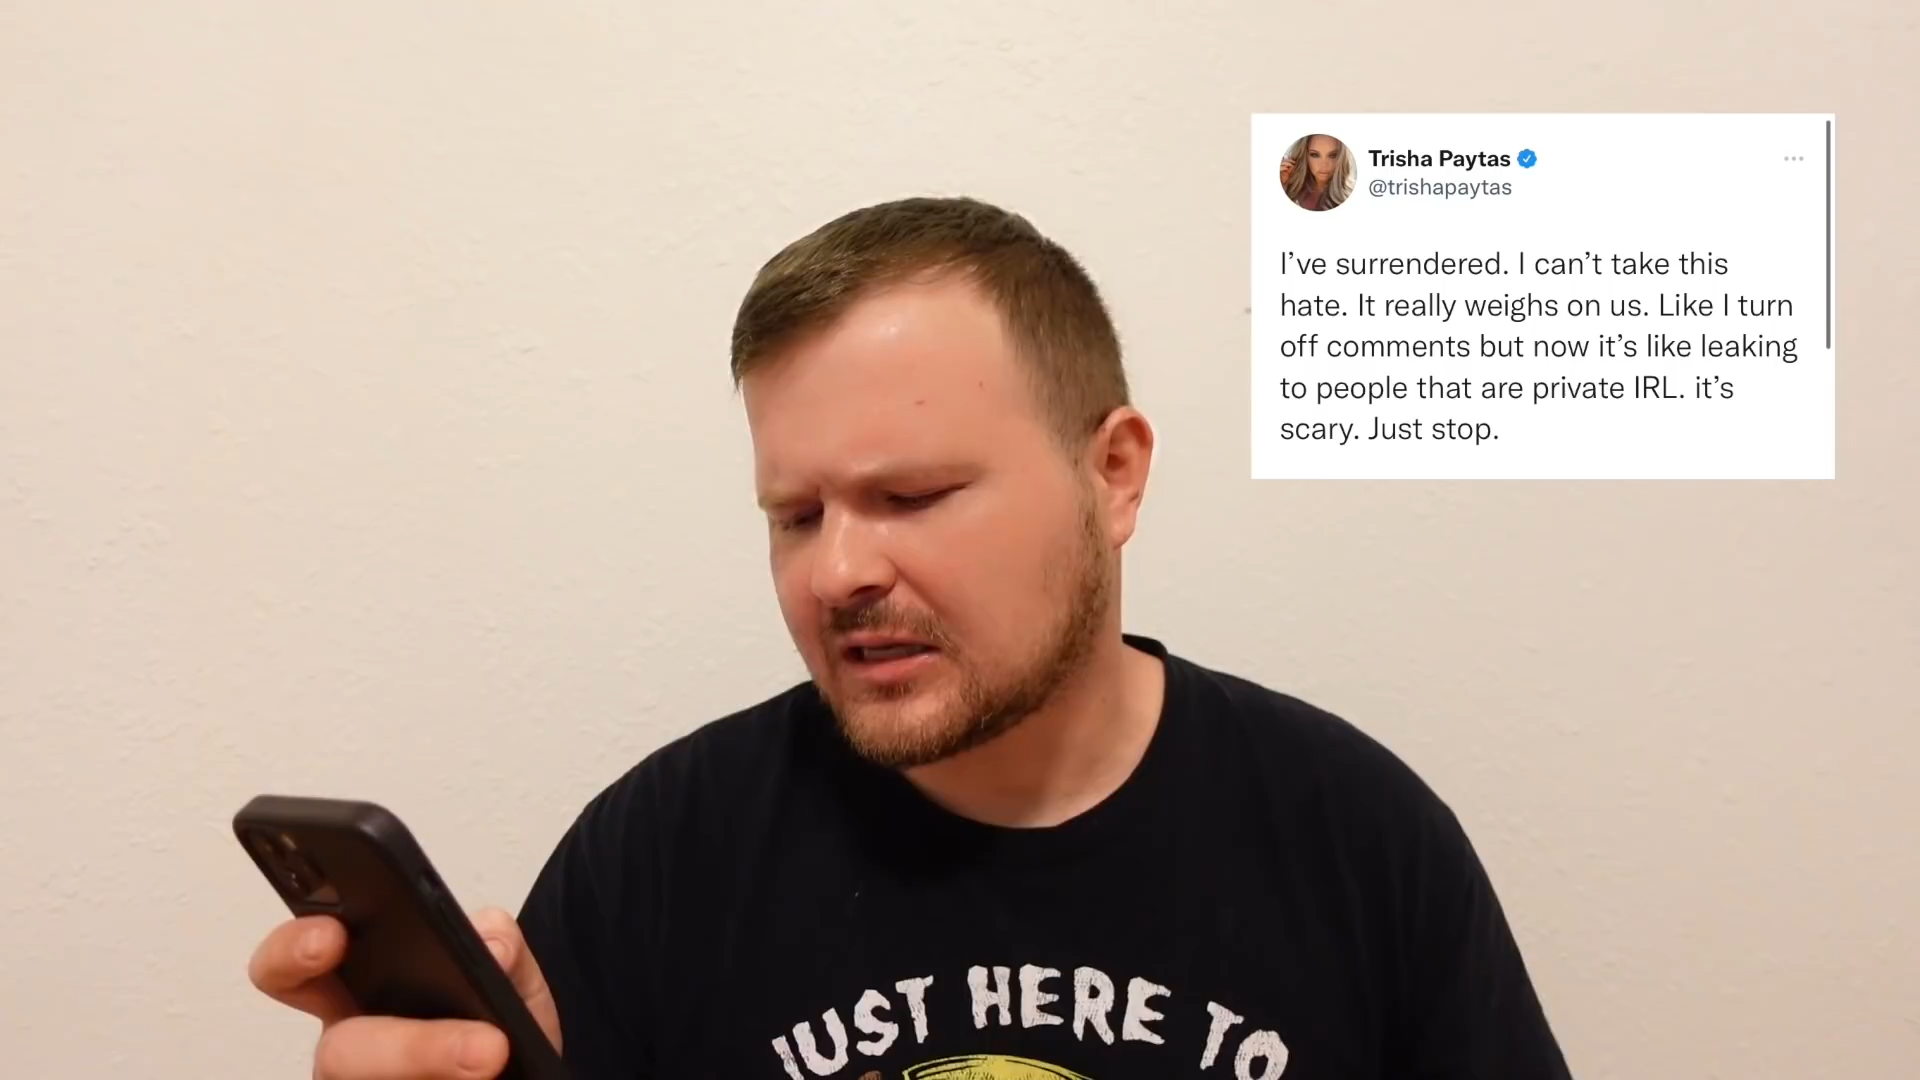 Trisha Paytas
@trishapaytas
I’ve surrendered. I can’t take this
hate. It really weighs on us. Like I turn
off comments but now it’s like leaking
to people that are private IRL. it’s
scary. Just stop.
JUST HERE TO